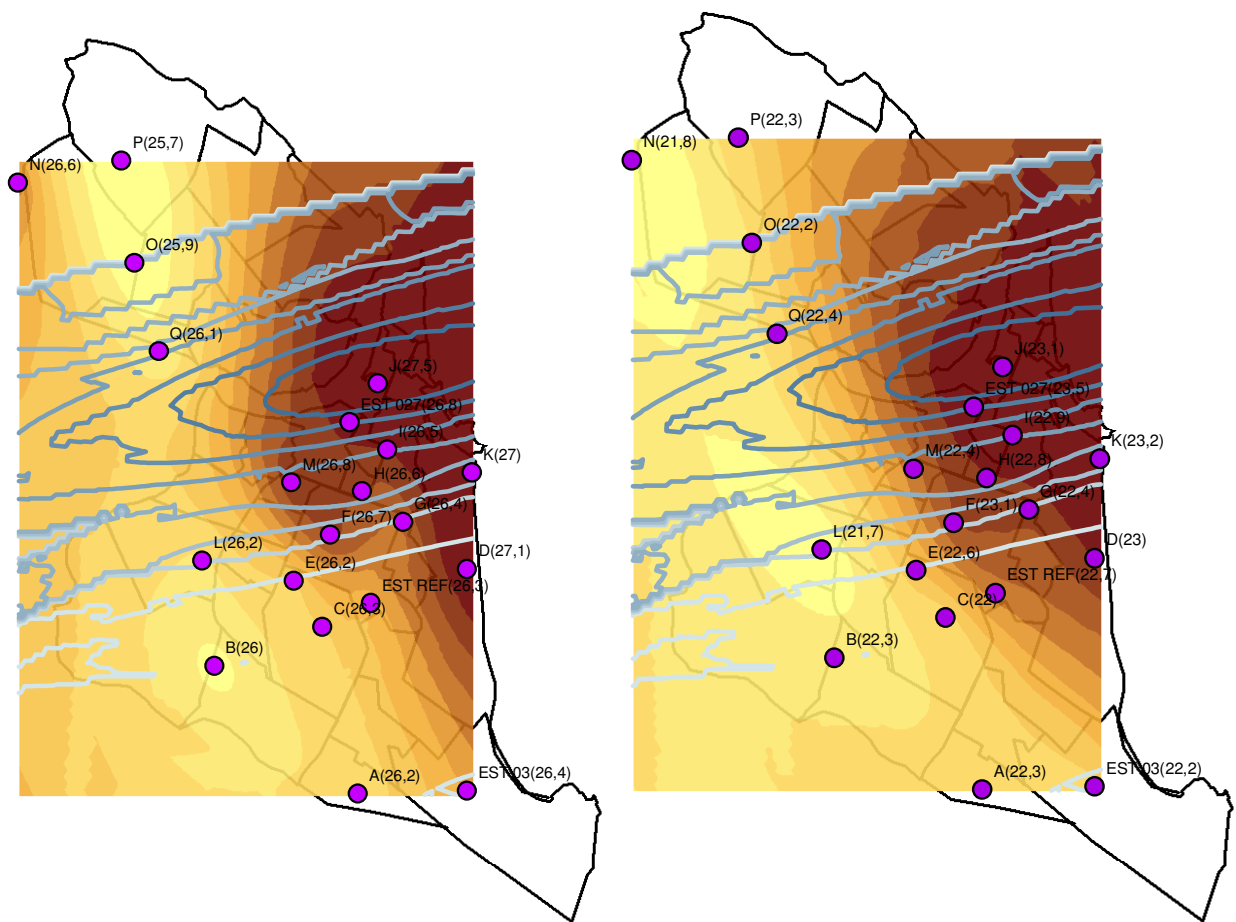 P(25,7)
N(26,6)
O(25,9)
Q(26,1)
J(27,5)
EST 027(26,8)
I(26,5)
M(26,8)
H(26,6)
K(27)
G(26,4)
F(26,7)
L(26,2)
E(26,2)
D(27,1)
EST REF(26,3)
C(26,3)
B(26)
A(26,2)
EST 03(26,4)
P(22,3)
N(21,8)
O(22,2)
Q(22,4)
J(23,1)
EST 027(23,5)
I(22,9)
K(23,2)
M(22,4)
H(22,8)
G(22,4)
F(23,1)
L(21,7)
E(22,6)
D(23)
EST REF(22,7)
C(22)
B(22,3)
A(22,3)
EST 03(22,2)